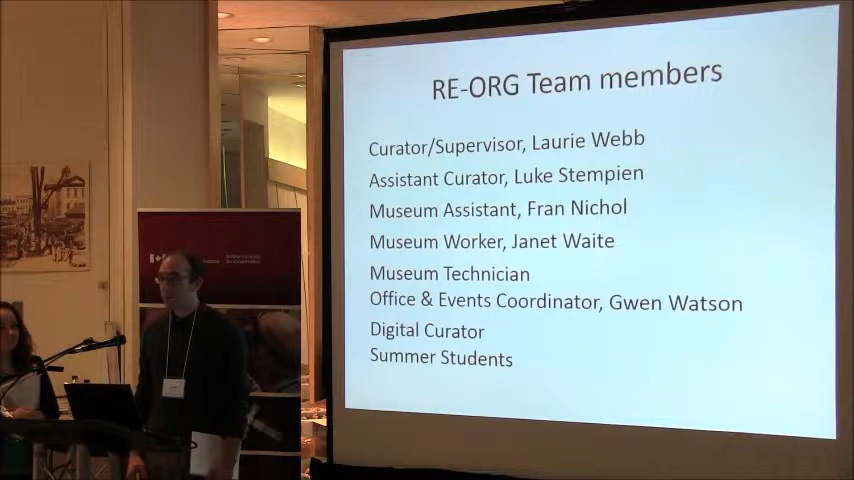 RE-ORG Team members
Curator/Supervisor, Laurie Webb
Assistant Curator, Luke Stempien
Museum Assistant, Fran Nichol
Museum Worker, Janet Waite
Museum Technician
Office & Events Coordinator, Gwen Watson
Digital Curator
Summer Students